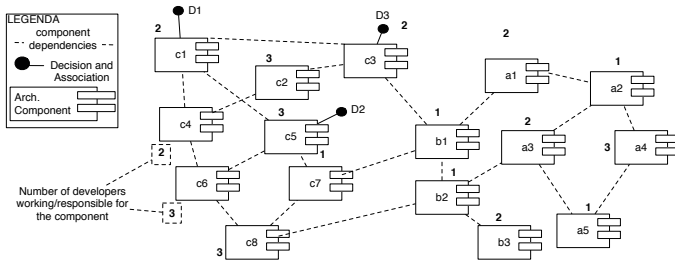 LEGENDA
component
dependencies
Decision and
Association
Arch.
Component
D1
D3
2
2
c1
c3
3
c2
2
a1
1
a2
c4
3
c5
D2
1
b1
2
a3
3
a4
2
c6
1
c7
1
b2
Number of developers
working/responsible for
the component
3
3
c8
2
b3
1
a5